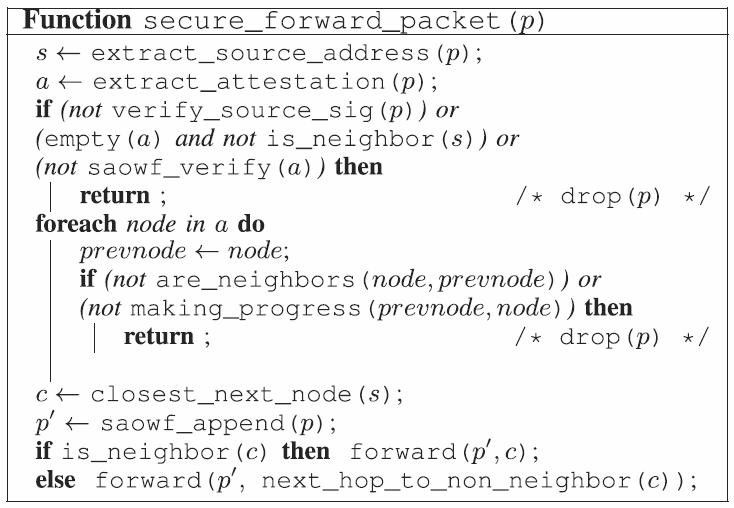 Function secure_forward_packet(p)
s ← extract_source_address(p);
a ← extract_attestation(p);
if (not verify_source_sig(p)) or
(empty(a) and not is_neighbor(s)) or
(not saowf_verify(a)) then
return ; /* drop(p) */
foreach node in a do
prevnode ← node;
if (not are_neighbors(node, prevnode)) or
(not making_progress(prevnode, node)) then
return ; /* drop(p) */
c ← closest_next_node(s);
p′ ← saowf_append(p);
if is_neighbor(c) then forward(p′, c);
else forward(p′, next_hop_to_non_neighbor(c));